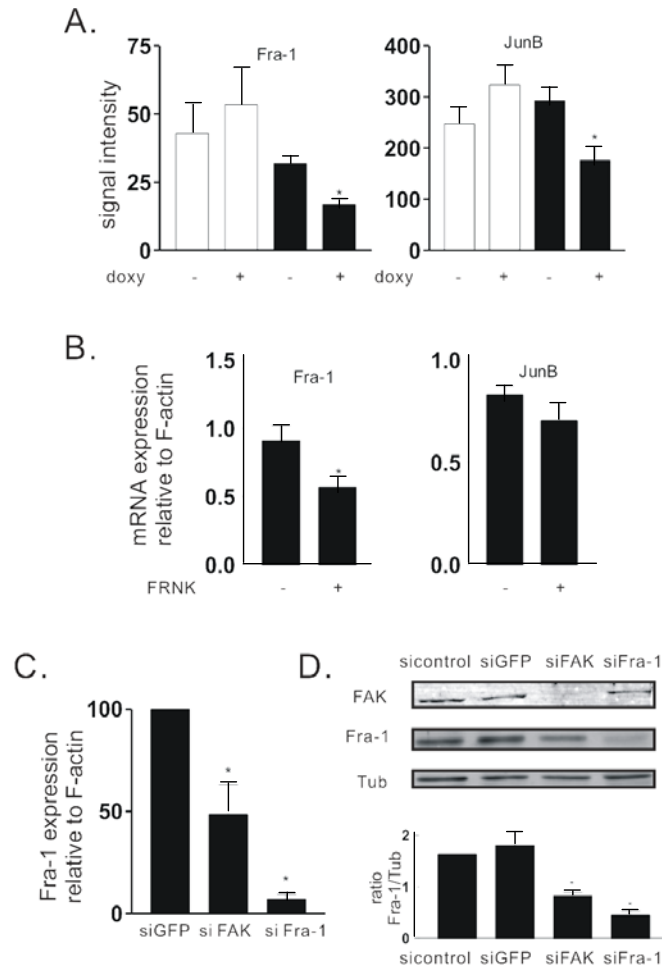 A.
Fra-1
JunB
signal intensity
75
50
25
0
400
300
200
100
0
*
*
doxy - + - +
doxy - + - +
B.
mRNA expression
relative to F-actin
1.5
1.0
0.5
0.0
Fra-1
*
1.0
0.5
0.0
JunB
FRNK - +
- +
C.
Fra-1 expression
relative to F-actin
100
50
0
*
*
siGFP si FAK si Fra-1
D.
sicontrol siGFP siFAK siFra-1
FAK
Fra-1
Tub
ratio
Fra-1/Tub
2
1
0
sicontrol siGFP siFAK siFra-1